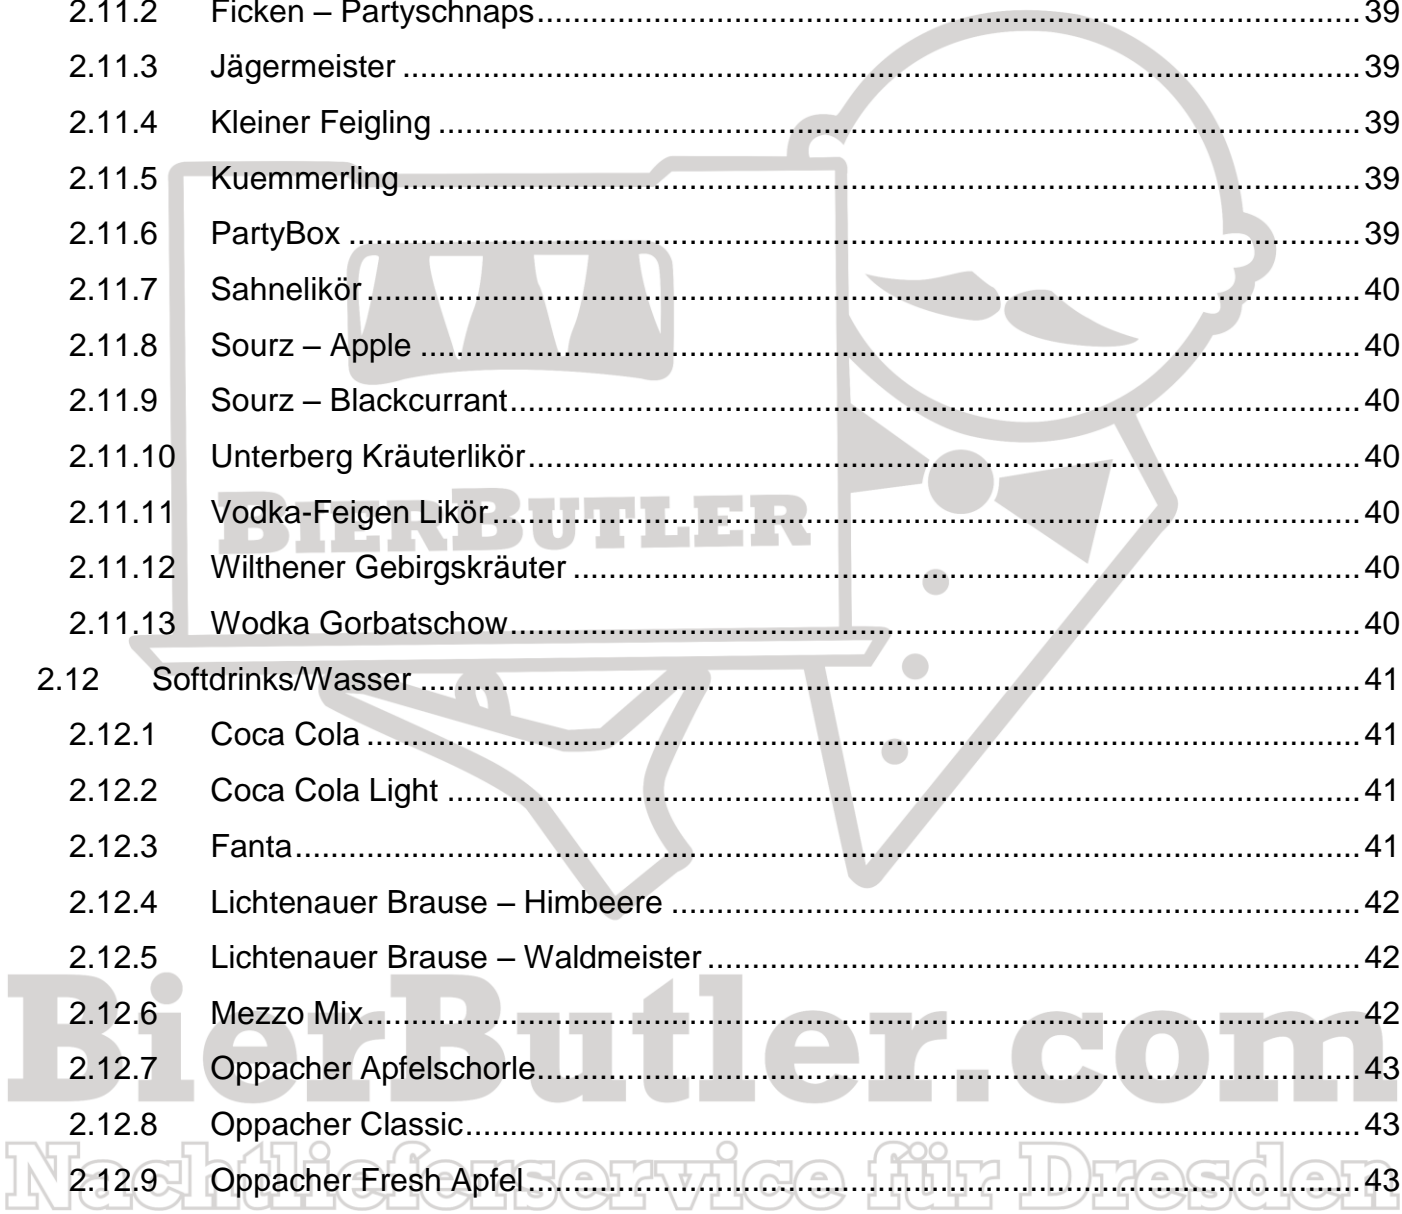 2.11.2 Ficken – Partyschnaps 39
2.11.3 Jägermeister 39
2.11.4 Kleiner Feigling 39
2.11.5 Kuemmerling 39
2.11.6 PartyBox 39
2.11.7 Sahnelikör 40
2.11.8 Sourz – Apple 40
2.11.9 Sourz – Blackcurrant 40
2.11.10 Unterberg Kräuterlikör 40
2.11.11 Vodka-Feigen Likör 40
BIERBUTLER
2.11.12 Wilthener Gebirgskräuter 40
2.11.13 Wodka Gorbatschow 40
2.12 Softdrinks/Wasser 41
2.12.1 Coca Cola 41
2.12.2 Coca Cola Light 41
2.12.3 Fanta 41
2.12.4 Lichtenauer Brause – Himbeere 42
2.12.5 Lichtenauer Brause – Waldmeister 42
2.12.6 Mezzo Mix 42
BierButler.com
2.12.7 Oppacher Apfelschorle 43
2.12.8 Oppacher Classic 43
2.12.9 Oppacher Fresh Apfel 43
Nachtlieferservice für Dresden